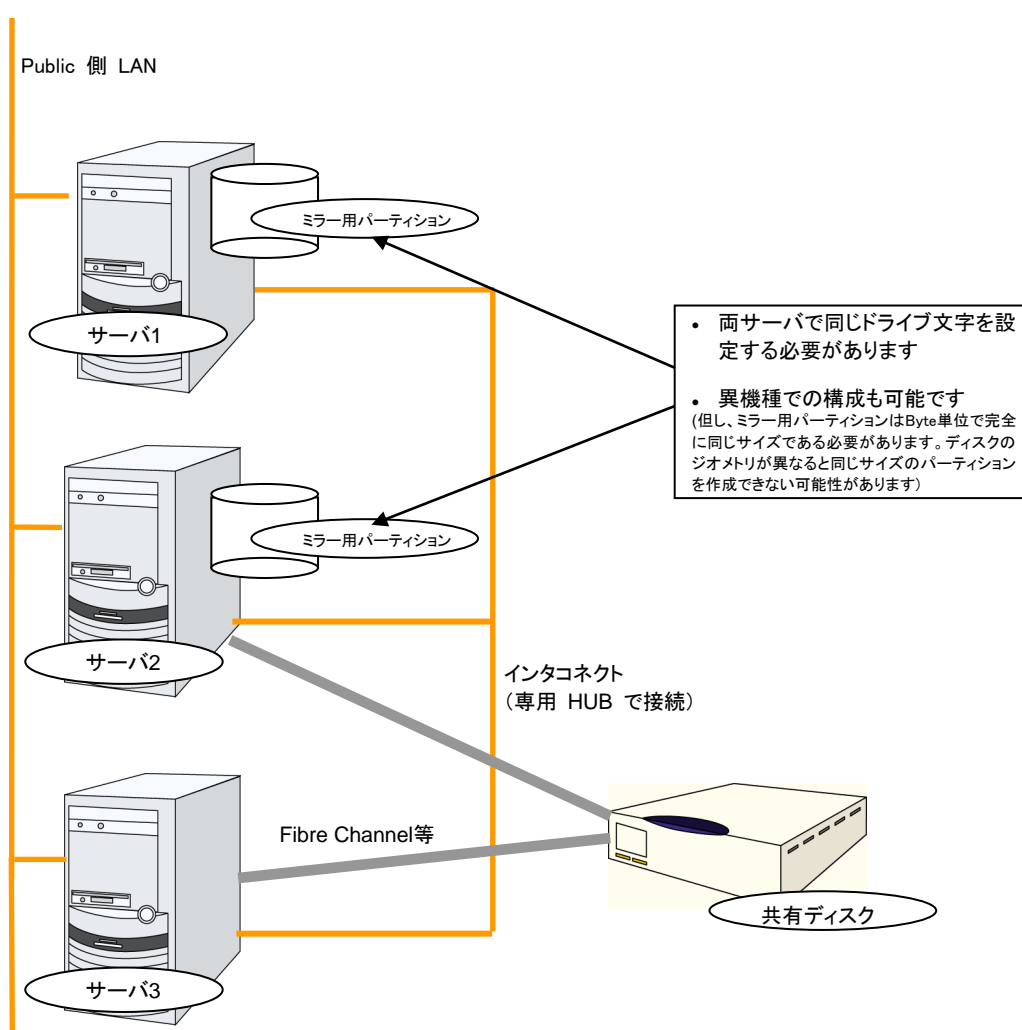 Public 側 LAN
ミラー用パーティション
サーバ1
• 両サーバで同じドライブ文字を設
定する必要があります
• 異機種での構成も可能です
(但し、ミラー用パーティションはByte単位で完全
に同じサイズである必要があります。ディスクの
ジオメトリが異なると同じサイズのパーティション
を作成できない可能性があります)
ミラー用パーティション
サーバ2
インタコネクト
(専用 HUB で接続)
Fibre Channel等
共有ディスク
サーバ3